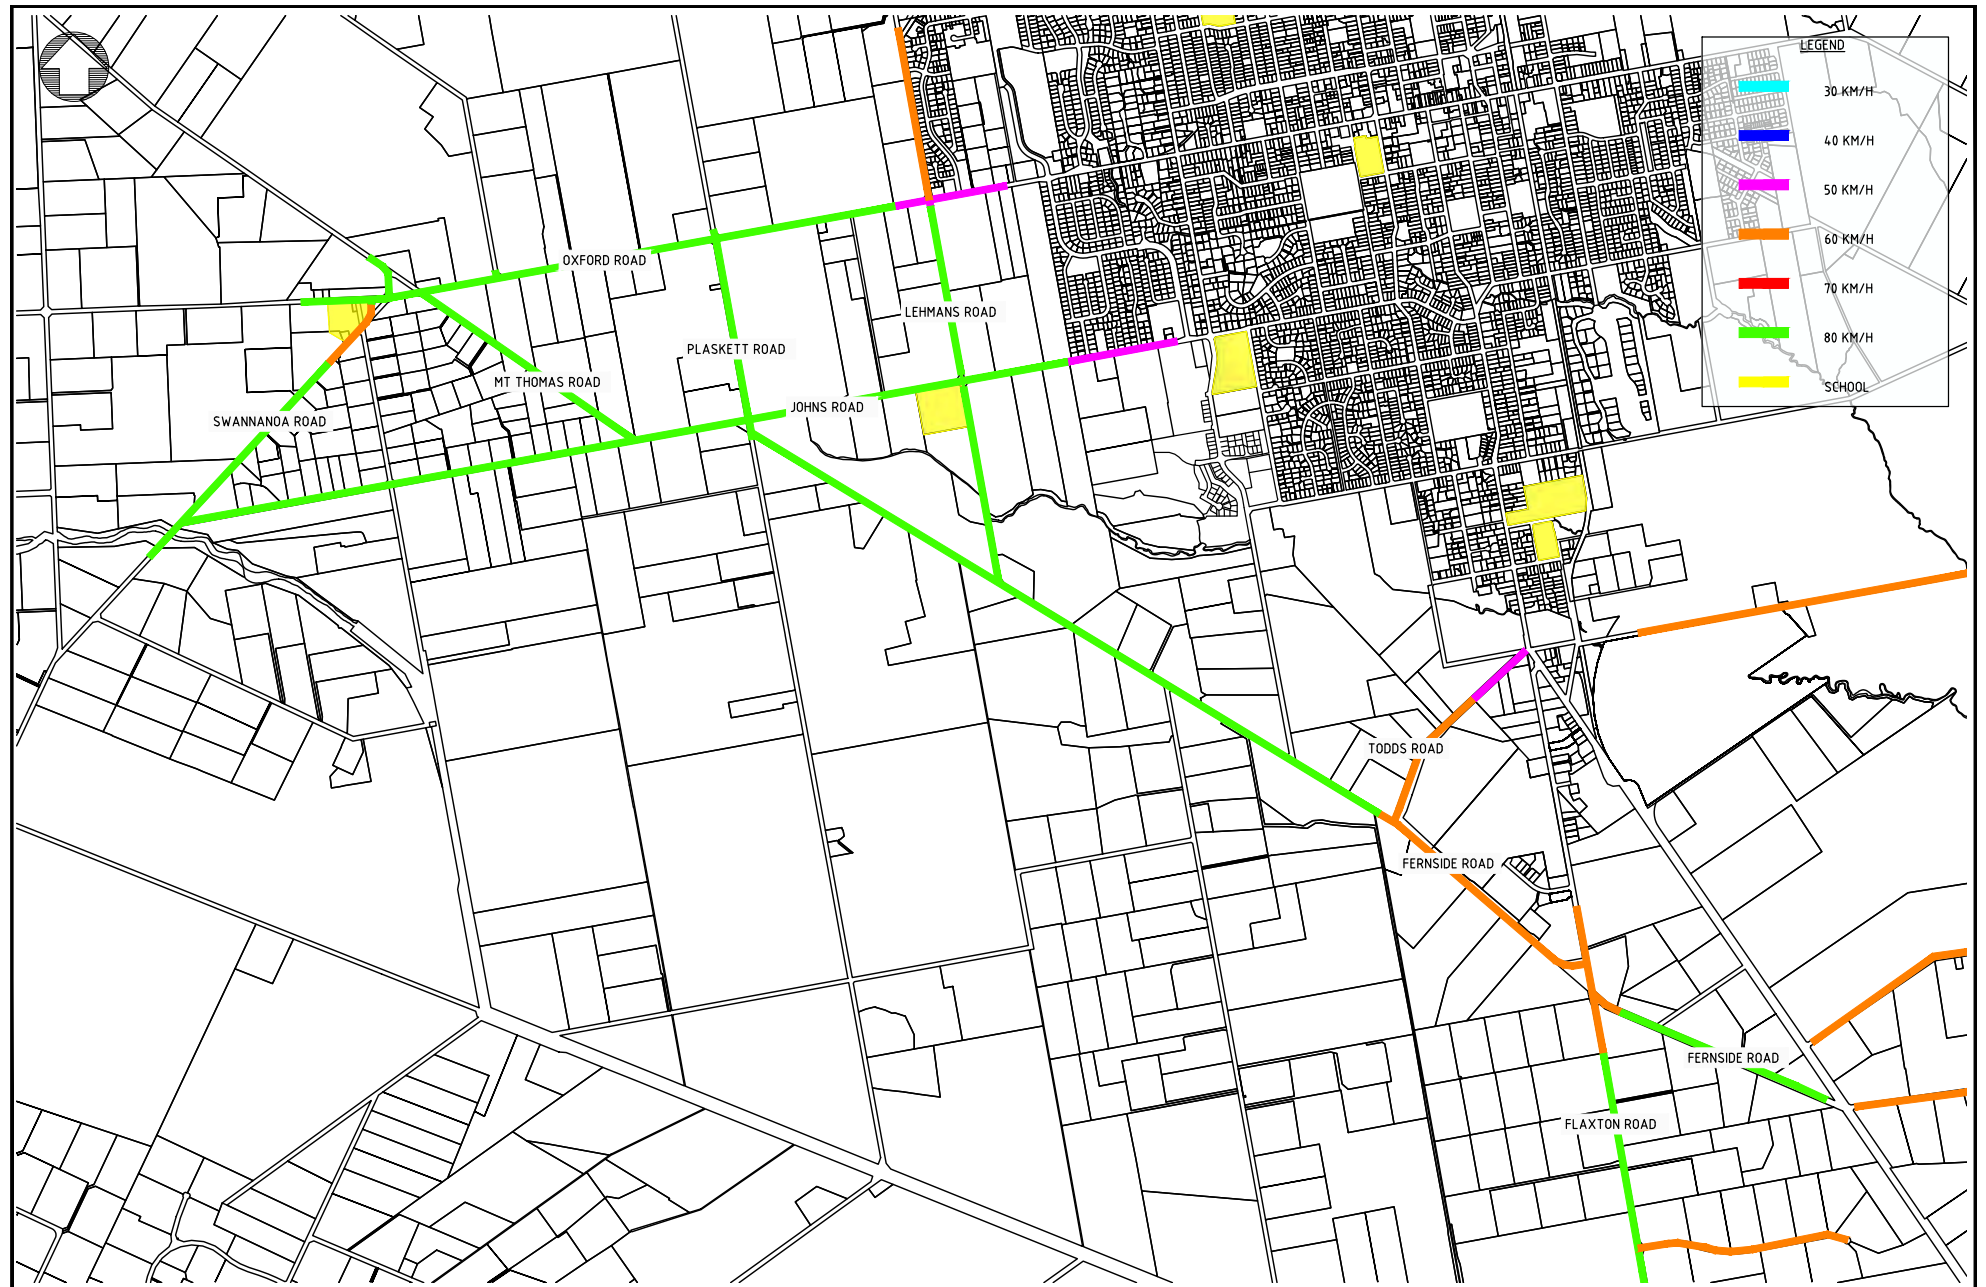 LEGEND
30 KM/H
40 KM/H
50 KM/H
60 KM/H
70 KM/H
80 KM/H
SCHOOL
OXFORD ROAD
LEHMANS ROAD
PLASKETT ROAD
MT THOMAS ROAD
JOHNS ROAD
SWANNANOA ROAD
TODDS ROAD
FERNSIDE ROAD
FERNSIDE ROAD
FLAXTON ROAD